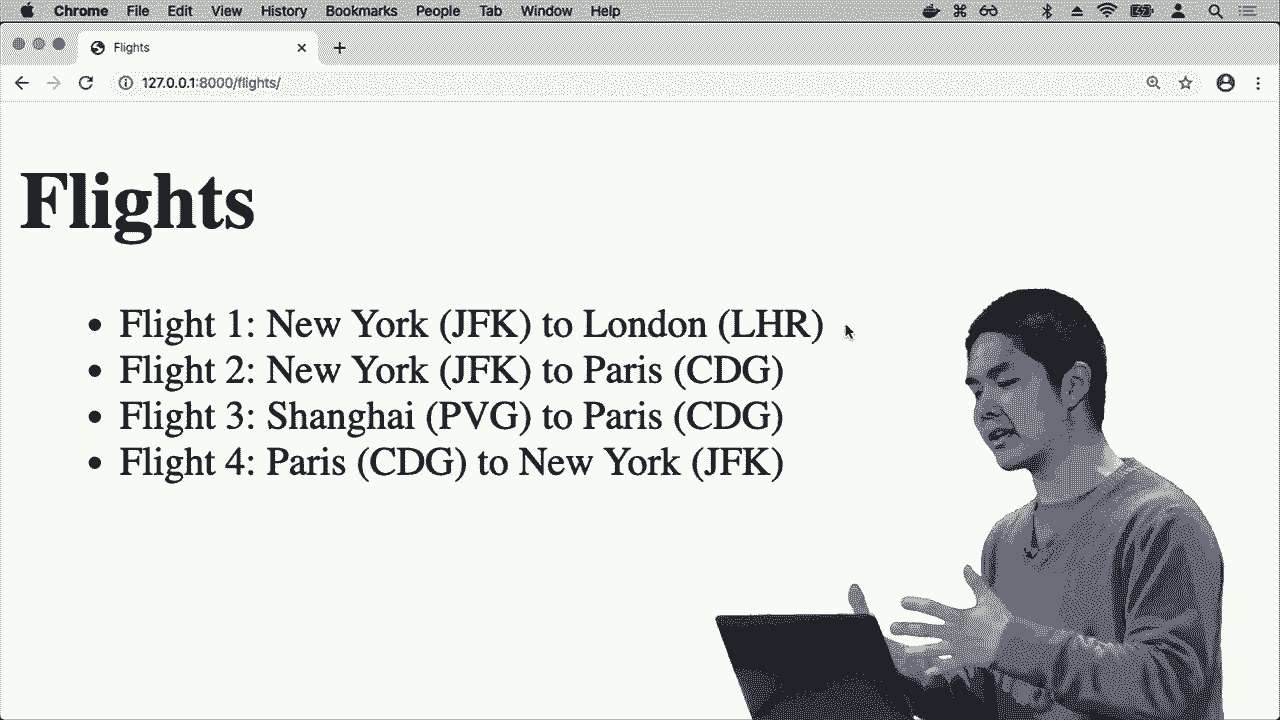 Chrome File Edit View History Bookmarks People Tab Window Help
Flights
127.0.0.1:8000/flights/
Flights
Flight 1: New York (JFK) to London (LHR)
Flight 2: New York (JFK) to Paris (CDG)
Flight 3: Shanghai (PVG) to Paris (CDG)
Flight 4: Paris (CDG) to New York (JFK)